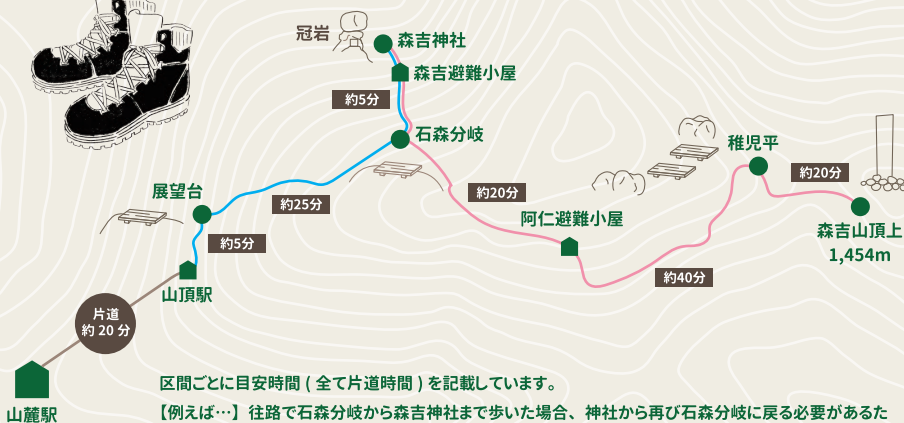 冠岩
森吉神社
森吉避難小屋
約5分
石森分岐
稚児平
展望台
約25分
約20分
約20分
阿仁避難小屋
森吉山頂上
1,454m
約5分
山頂駅
約40分
片道
約 20 分
山麓駅
区間ごとに目安時間 ( 全て片道時間 ) を記載しています。
【例えば…】往路で石森分岐から森吉神社まで歩いた場合、神社から再び石森分岐に戻る必要があるた